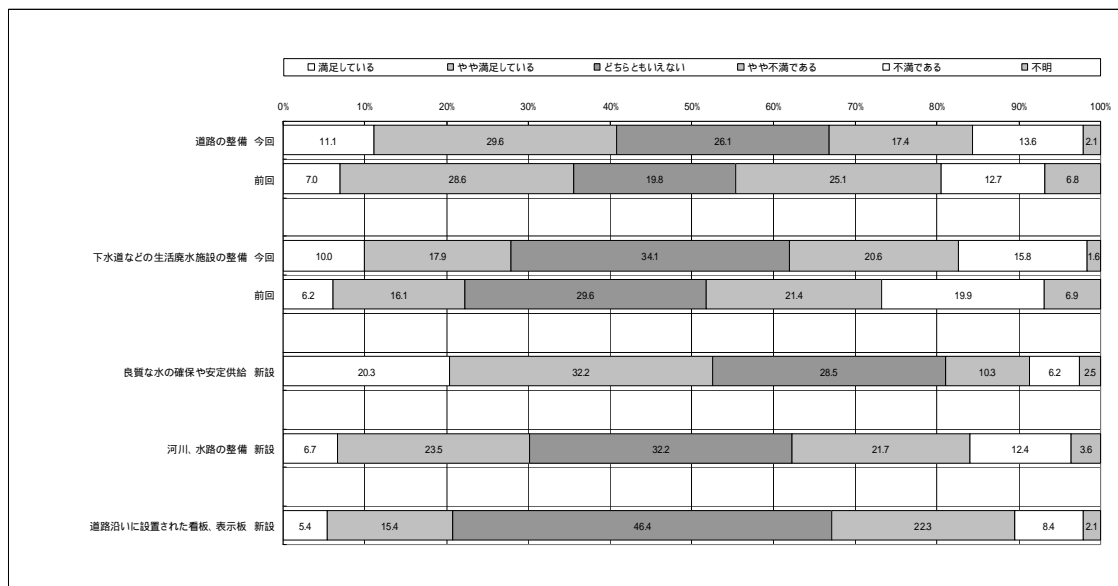 満足している やや満足している どちらともいえない やや不満である 不満である 不明
0% 10% 20% 30% 40% 50% 60% 70% 80% 90% 100%
道路の整備 今回 11.1 29.6 26.1 17.4 13.6 2.1
前回 7.0 28.6 19.8 25.1 12.7 6.8
下水道などの生活廃水施設の整備 今回 10.0 17.9 34.1 20.6 15.8 1.6
前回 6.2 16.1 29.6 21.4 19.9 6.9
良質な水の確保や安定供給 新設 20.3 32.2 28.5 10.3 6.2 2.5
河川、水路の整備 新設 6.7 23.5 32.2 21.7 12.4 3.6
道路沿いに設置された看板、表示板 新設 5.4 15.4 46.4 22.3 8.4 2.1